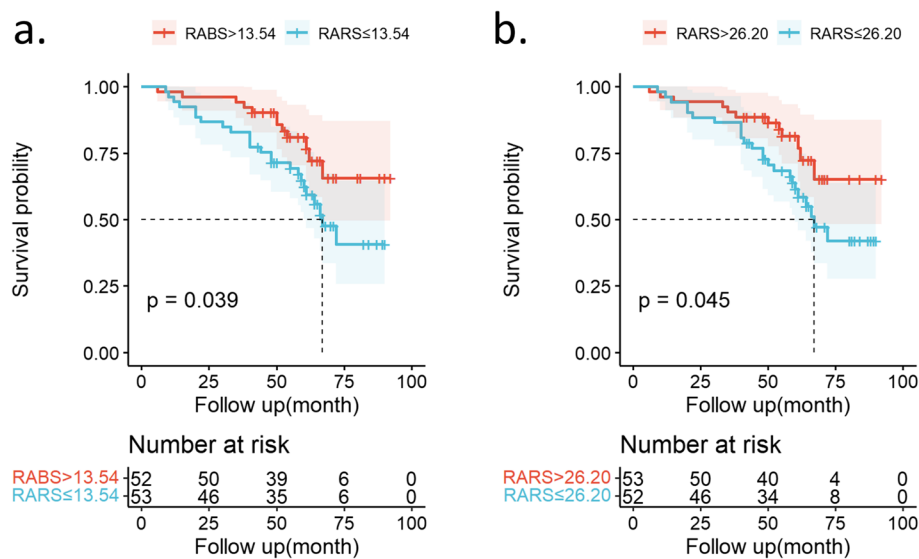 a.
RABS>13.54 RARS≤13.54
Survival probility
1.00
0.75
0.50
0.25
0.00
p = 0.039
0 25 50 75 100
Follow up(month)
Number at risk
RABS>13.54 52 50 39 6 0
RARS≤13.54 53 46 35 6 0
0 25 50 75 100
Follow up(month)
b.
RARS>26.20 RARS≤26.20
Survival probility
1.00
0.75
0.50
0.25
0.00
p = 0.045
0 25 50 75 100
Follow up(month)
Number at risk
RARS>26.20 53 50 40 4 0
RARS≤26.20 52 46 34 8 0
0 25 50 75 100
Follow up(month)